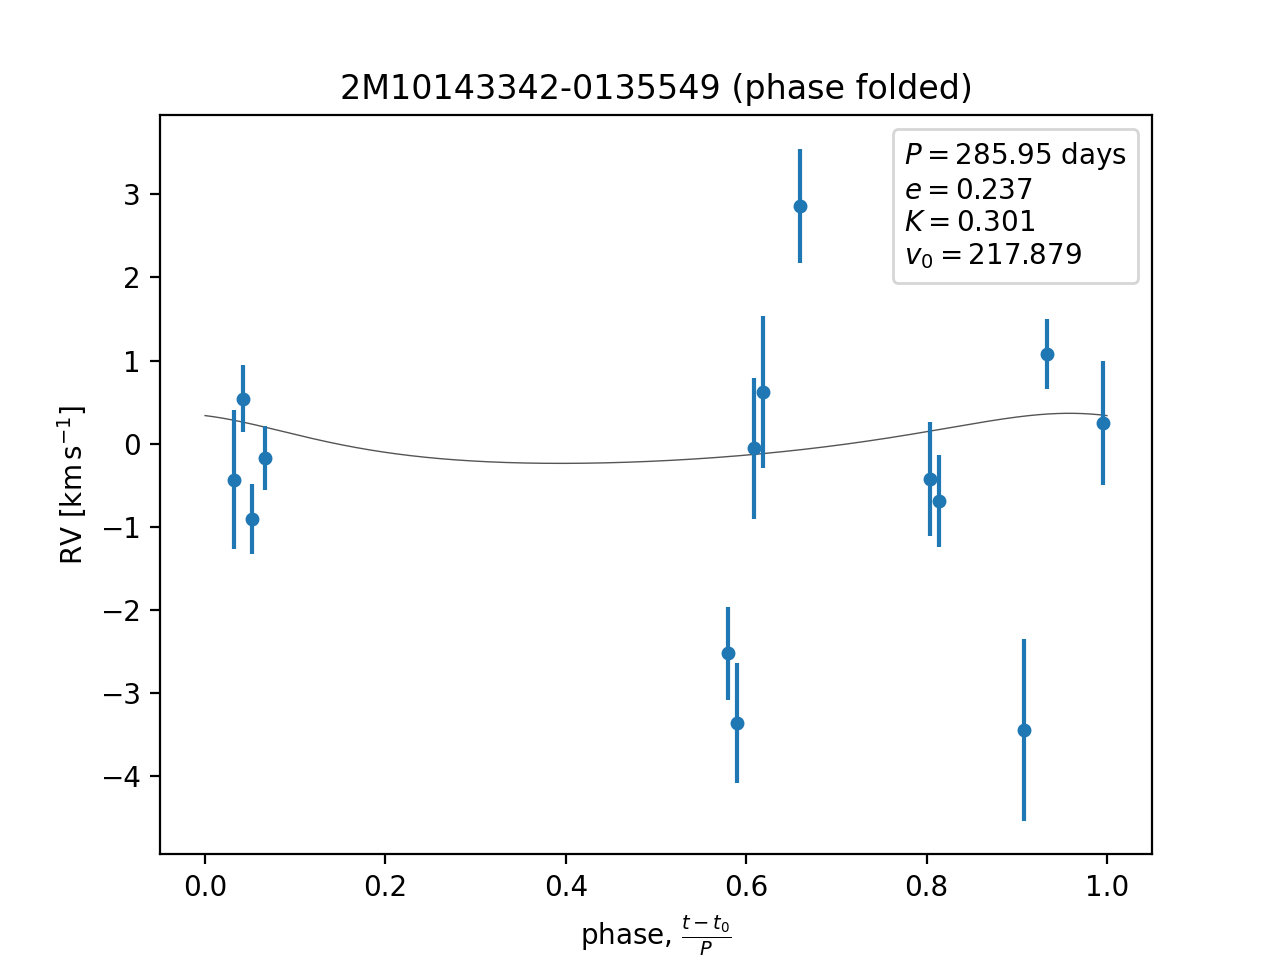 2M10143342-0135549 (phase folded)
P = 285.95 days
e = 0.237
K = 0.301
v₀ = 217.879
3
2
1
0
−1
−2
−3
−4
RV [km s⁻¹]
0.0 0.2 0.4 0.6 0.8 1.0
phase, (t − t₀)/P